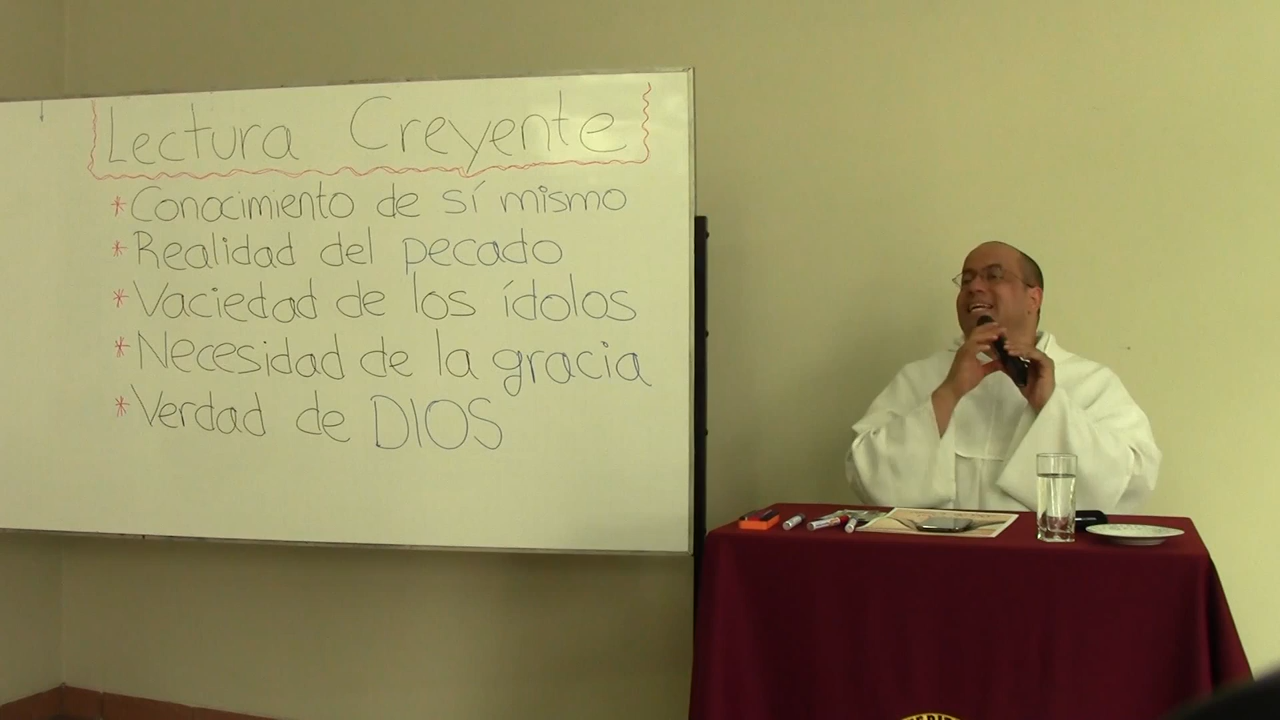 Lectura Creyente
* Conocimiento de sí mismo
* Realidad del pecado
* Vaciedad de los ídolos
* Necesidad de la gracia
* Verdad de DIOS